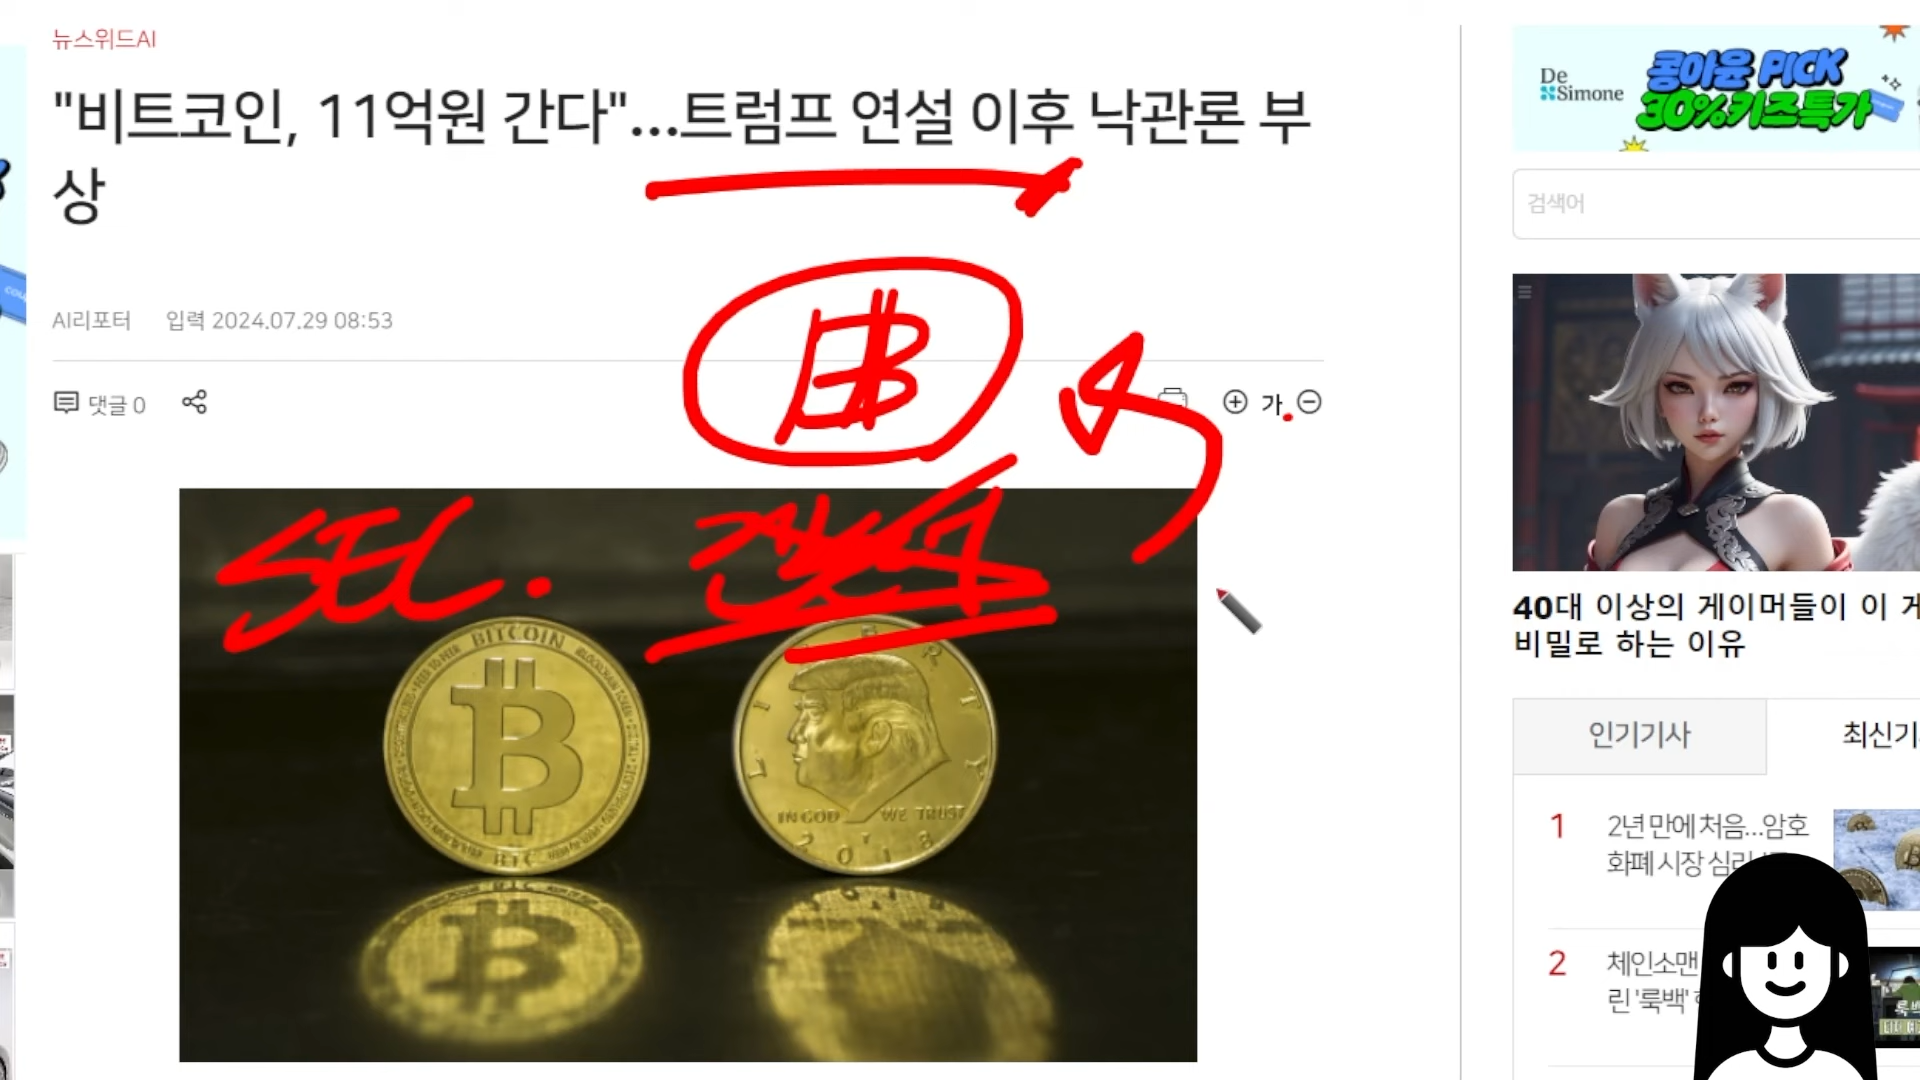 뉴스위드AI
"비트코인, 11억원 간다"...트럼프 연설 이후 낙관론 부
상
AI리포터 입력 2024.07.29 08:53
댓글 0
가
SEC.
BITCOIN
BTC
LIBERTY
IN GOD WE TRUST
2018
De
Simone
콩아윤 PICK
30%키즈특가
검색어
40대 이상의 게이머들이 이 게
비밀로 하는 이유
인기기사
최신기
1
2년 만에 처음...암호
화폐 시장 심리
2
체인소맨
린 '룩백'